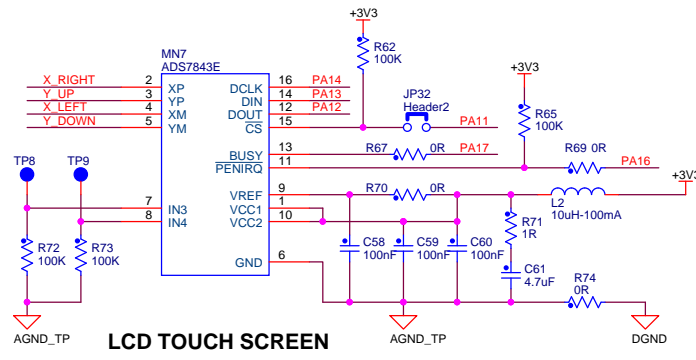 +3V3
R62
100K
MN7
ADS7843E
+3V3
X_RIGHT 2 XP DCLK 16 PA14
Y_UP 3 YP DIN 14 PA13
X_LEFT 4 XM DOUT 12 PA12
Y_DOWN 5 YM CS 15
JP32
Header2
PA11
R65
100K
BUSY 13 R67 0R PA17
PENIRQ 11 R69 0R PA16
TP8 TP9
+3V3
VREF 9 R70 0R
L2
10uH-100mA
7 IN3 VCC1 1
8 IN4 VCC2 10
R71
1R
R72
100K
R73
100K
C58
100nF
C59
100nF
C60
100nF
GND 6
C61
4.7uF
R74
0R
AGND_TP
LCD TOUCH SCREEN
AGND_TP
DGND